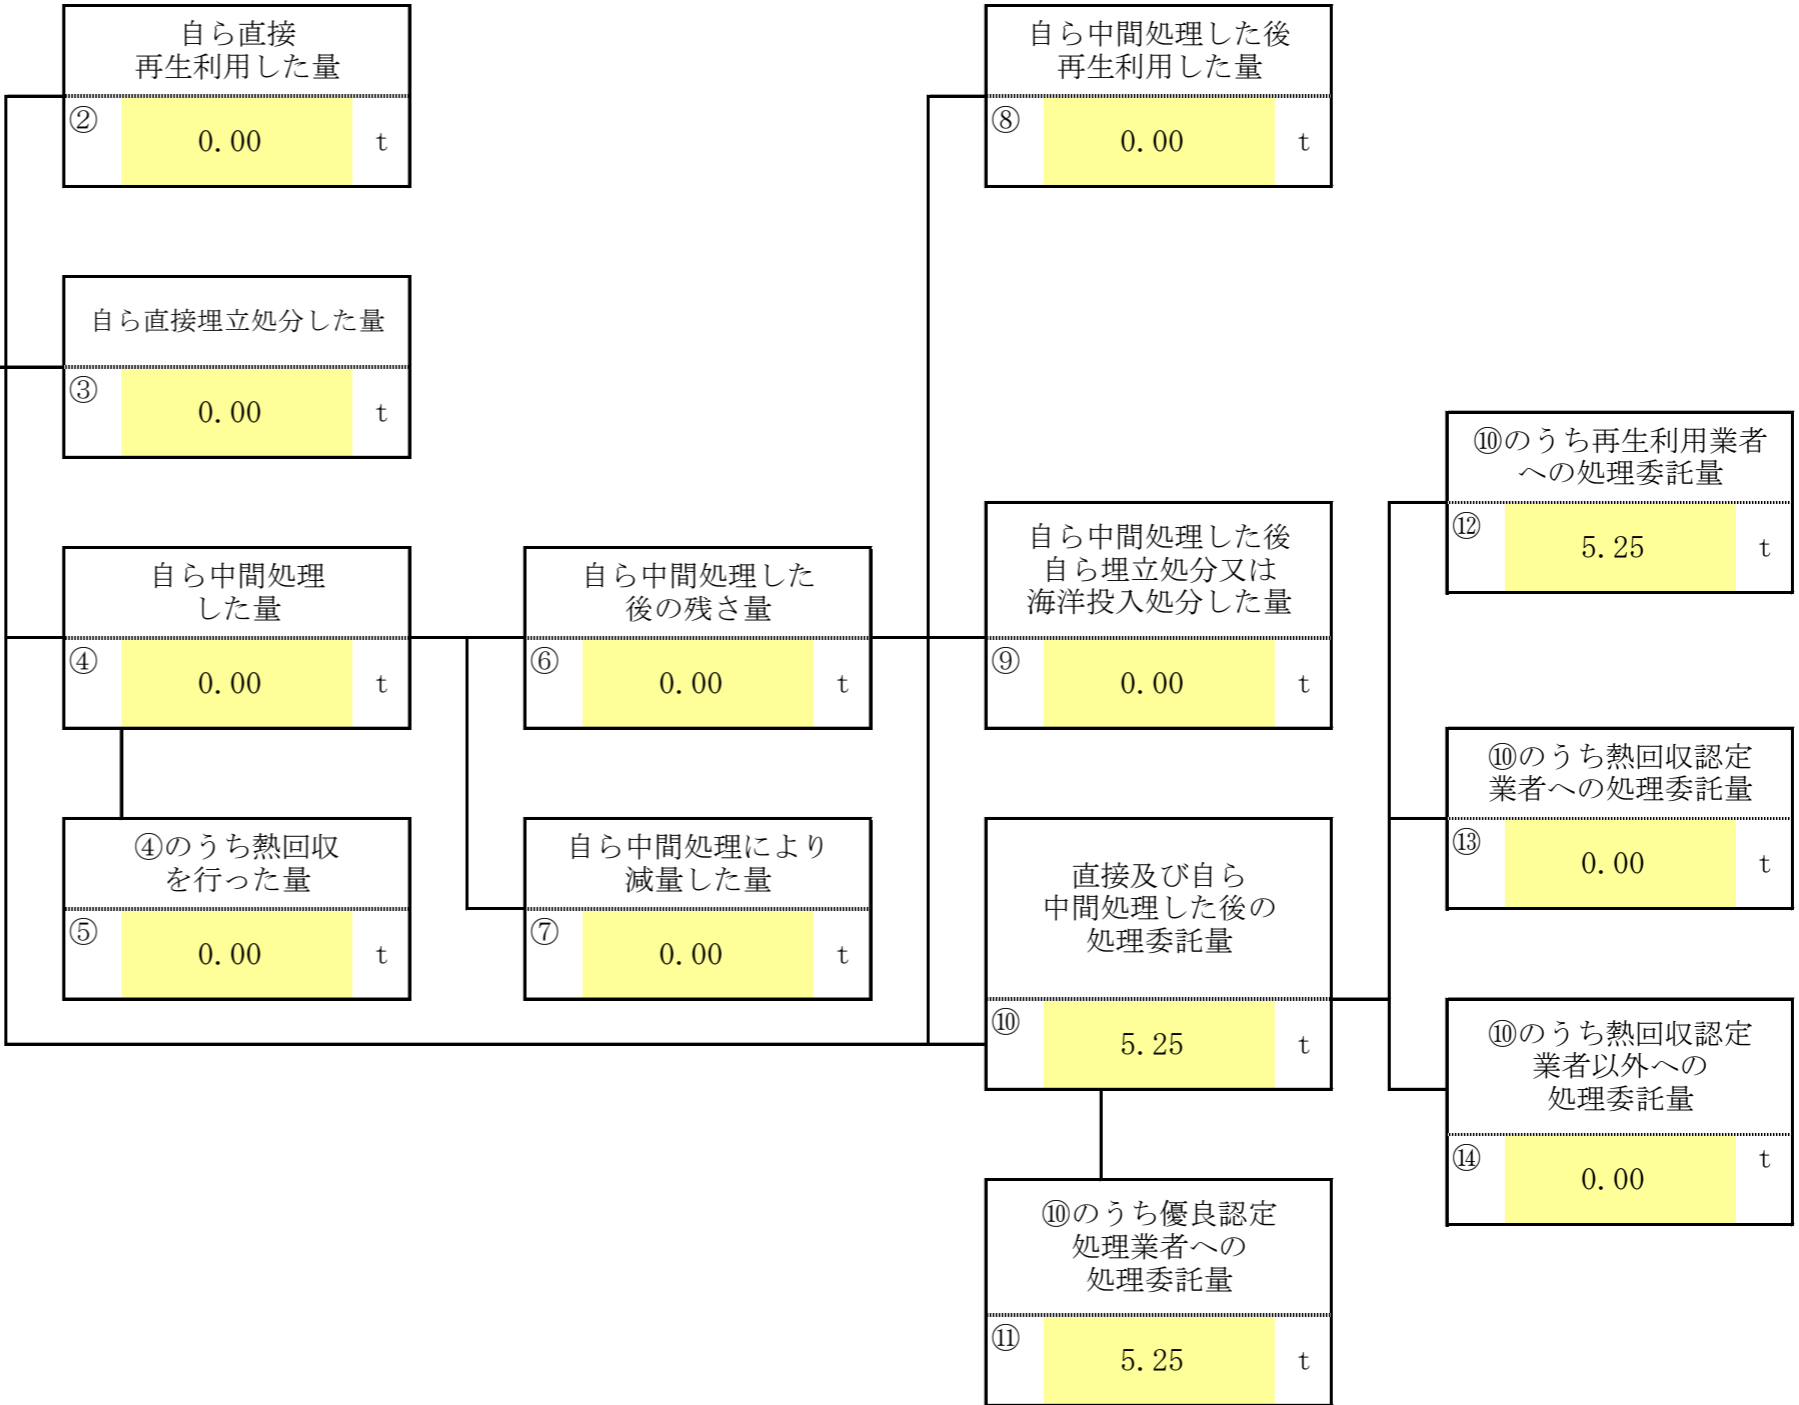 自ら直接
再生利用した量
②
0.00
t
自ら中間処理した後
再生利用した量
⑧
0.00
t
自ら直接埋立処分した量
③
0.00
t
⑩のうち再生利用業者
への処理委託量
⑫
5.25
t
自ら中間処理
した量
④
0.00
t
自ら中間処理した
後の残さ量
⑥
0.00
t
自ら中間処理した後
自ら埋立処分又は
海洋投入処分した量
⑨
0.00
t
⑩のうち熱回収認定
業者への処理委託量
⑬
0.00
t
④のうち熱回収
を行った量
⑤
0.00
t
自ら中間処理により
減量した量
⑦
0.00
t
直接及び自ら
中間処理した後の
処理委託量
⑩
5.25
t
⑩のうち熱回収認定
業者以外への
処理委託量
⑭
0.00
t
⑩のうち優良認定
処理業者への
処理委託量
⑪
5.25
t